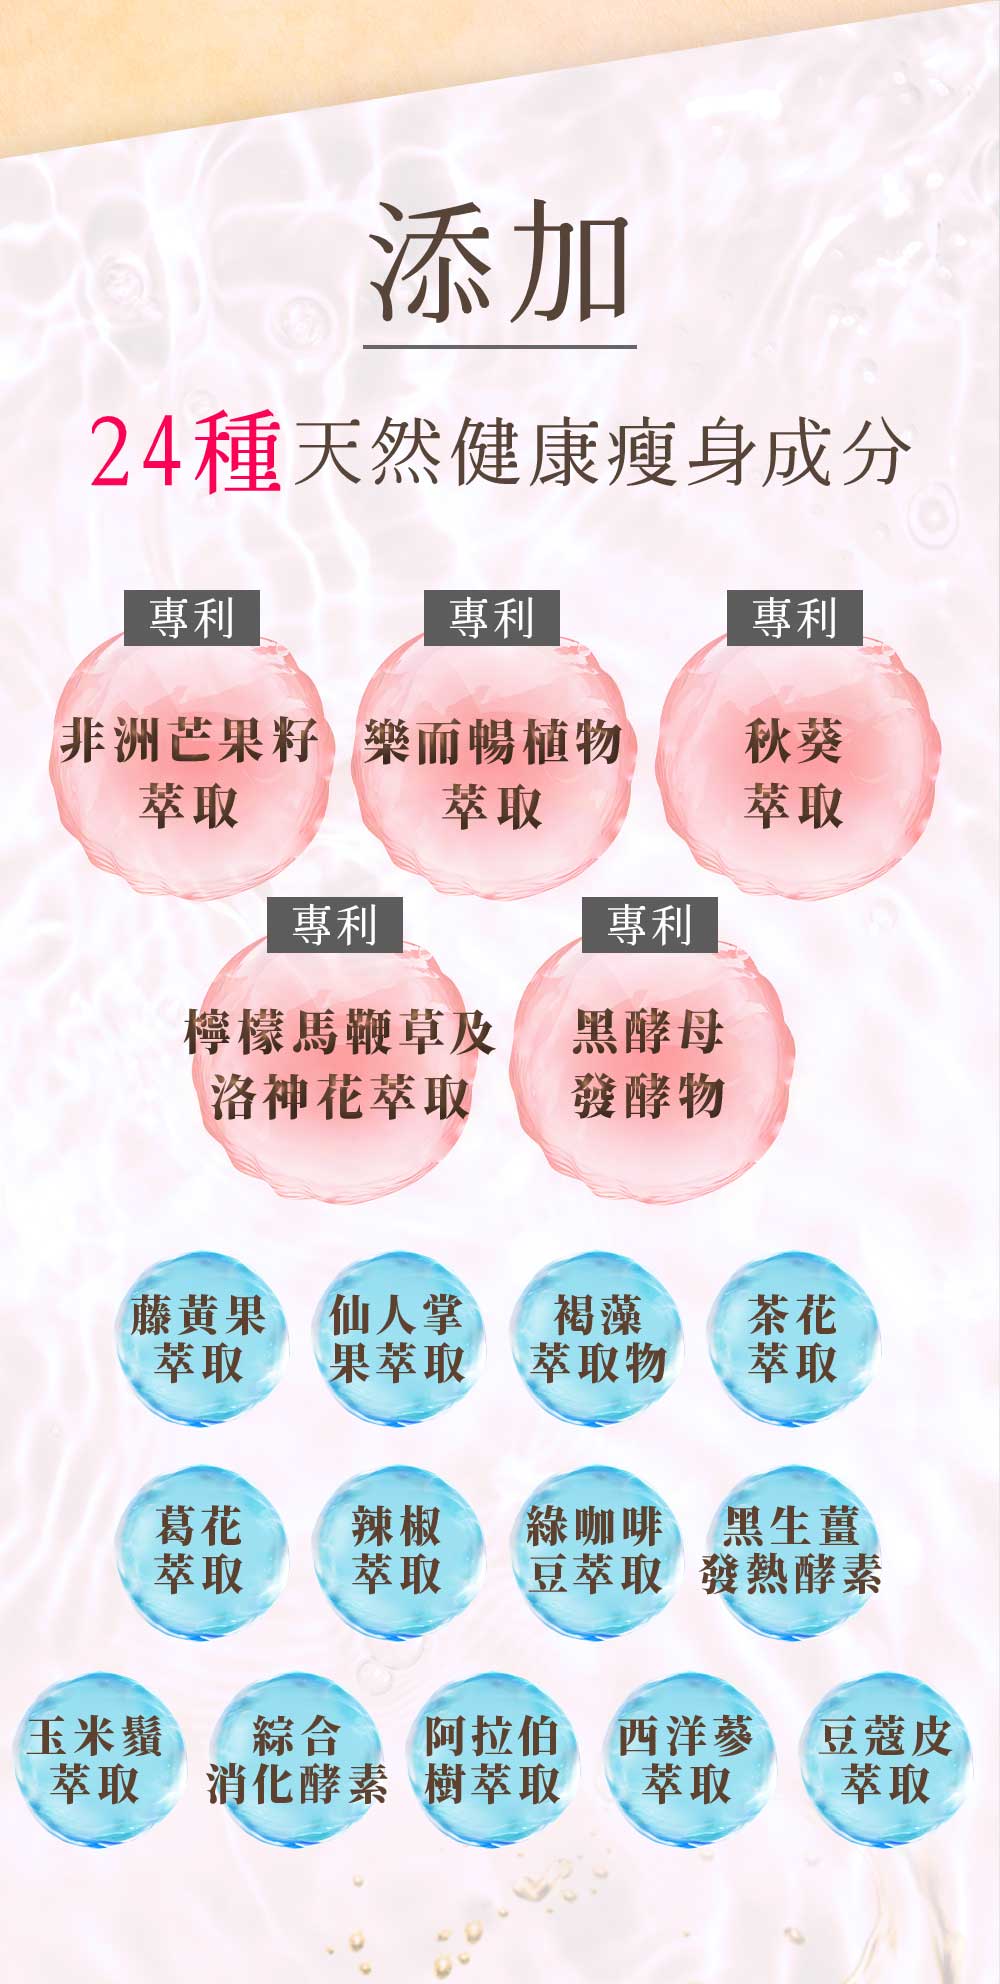 添加
24種天然健康瘦身成分
專利 專利 專利
非洲芒果籽 樂而暢植物 秋葵
萃取 萃取 萃取
專利 專利
檸檬馬鞭草及 黑酵母
洛神花萃取 發酵物
藤黃果 仙人掌 褐藻 茶花
萃取 果萃取 萃取物 萃取
葛花 辣椒 綠咖啡 黑生薑
萃取 萃取 豆萃取 發熱酵素
玉米鬚 綜合 阿拉伯 西洋蔘 豆蔻皮
萃取 消化酵素 樹萃取 萃取 萃取